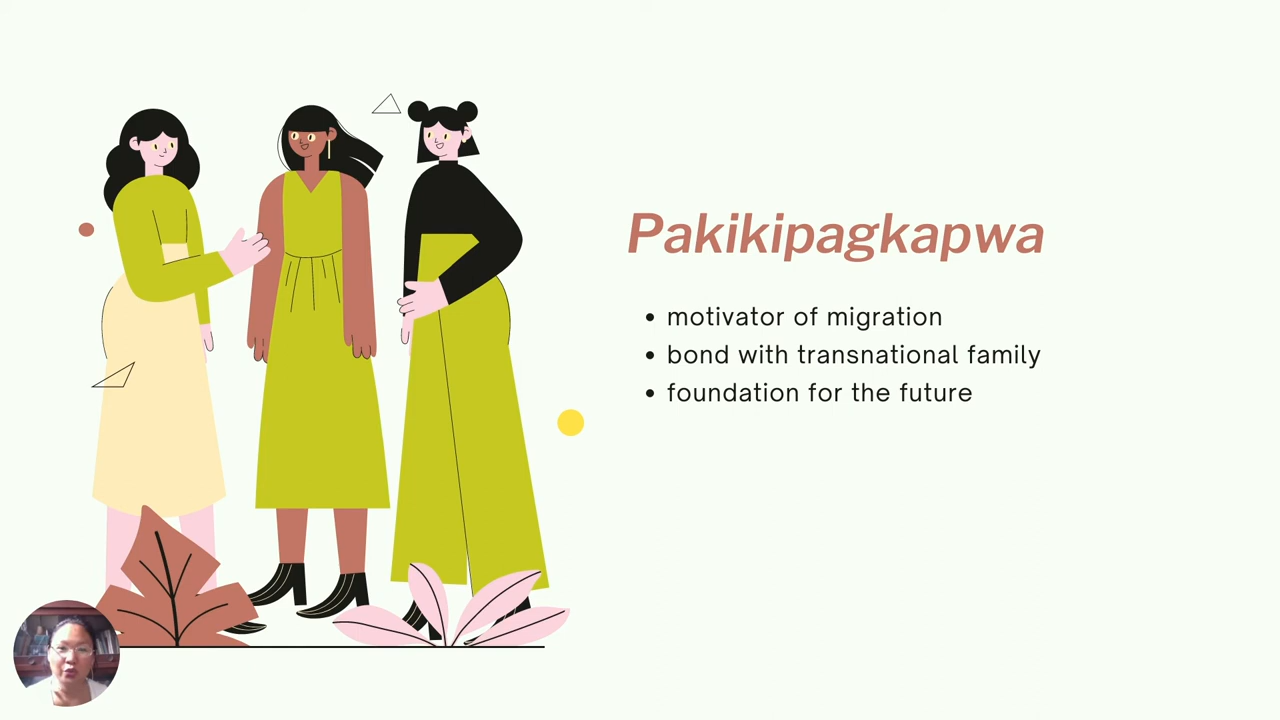 Pakikipagkapwa
• motivator of migration
• bond with transnational family
• foundation for the future